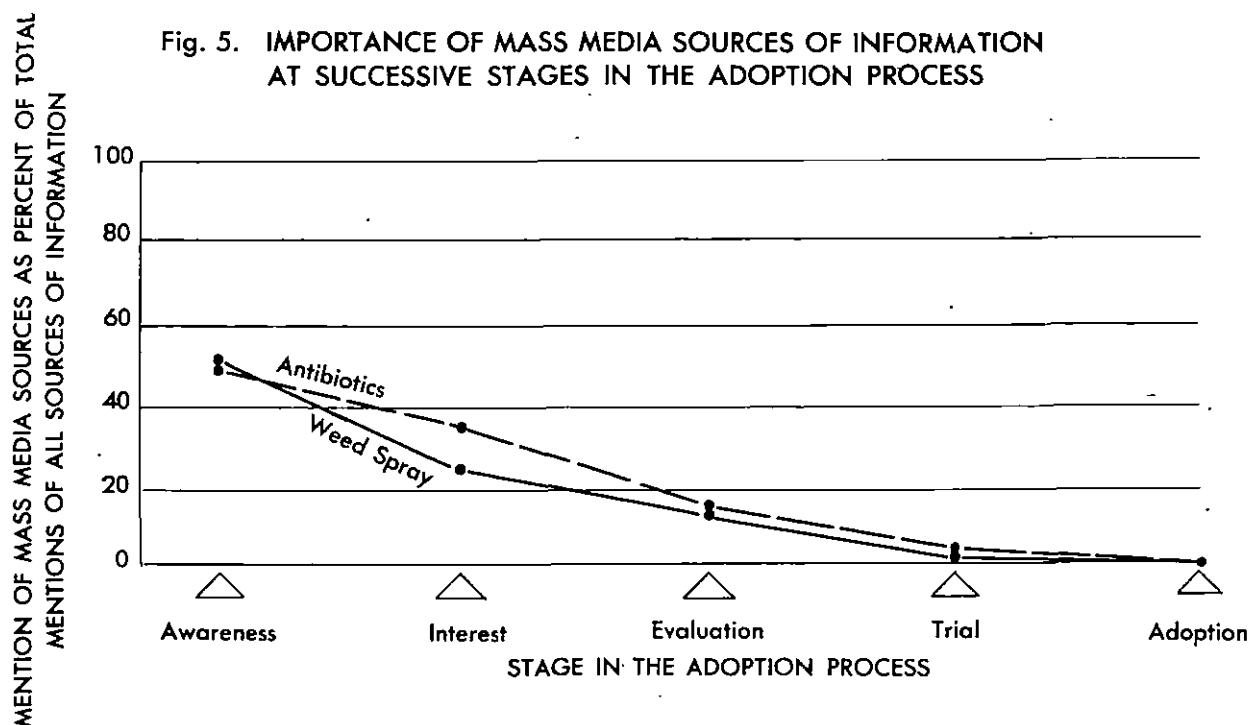 Fig. 5. IMPORTANCE OF MASS MEDIA SOURCES OF INFORMATION
AT SUCCESSIVE STAGES IN THE ADOPTION PROCESS
MENTION OF MASS MEDIA SOURCES AS PERCENT OF TOTAL
MENTIONS OF ALL SOURCES OF INFORMATION
100
80
60
40
20
0
Antibiotics
Weed Spray
Awareness Interest Evaluation Trial Adoption
STAGE IN THE ADOPTION PROCESS